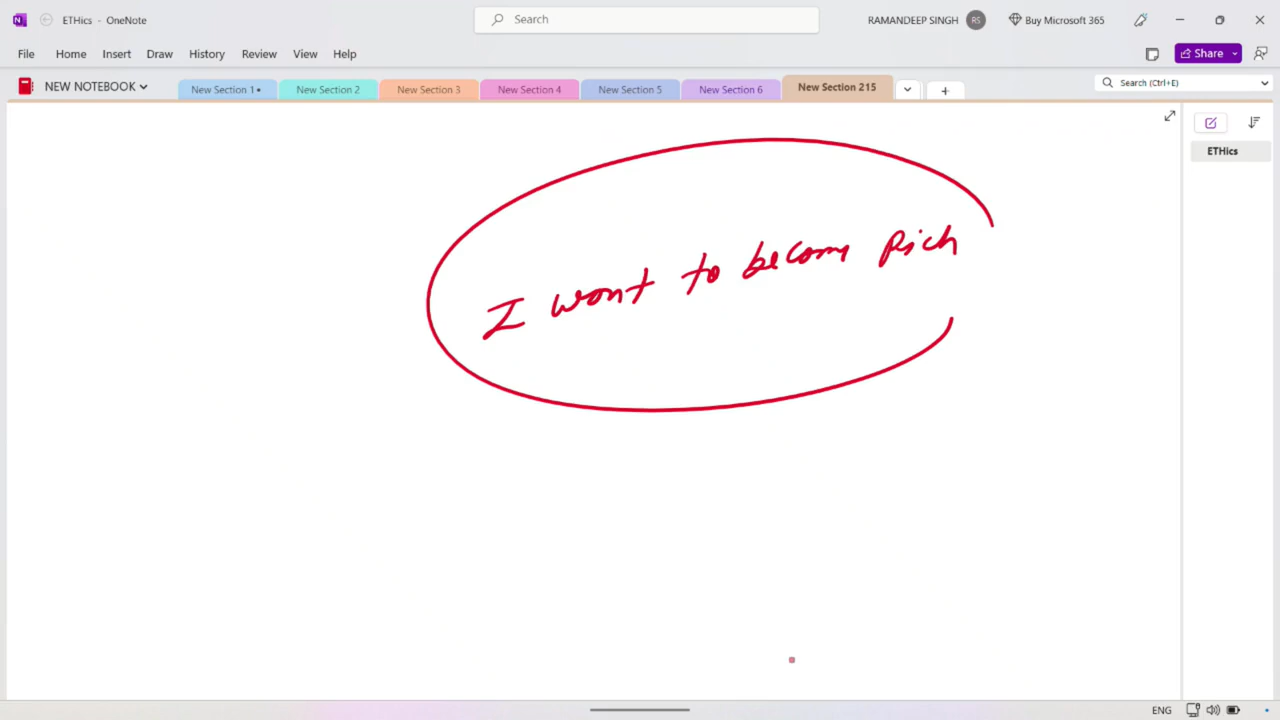 ETHics - OneNote
Search
RAMANDEEP SINGH RS Buy Microsoft 365
File Home Insert Draw History Review View Help
Share
NEW NOTEBOOK New Section 1 New Section 2 New Section 3 New Section 4 New Section 5 New Section 6 New Section 215 Search (Ctrl+E)
ETHics
I want to become Rich
ENG